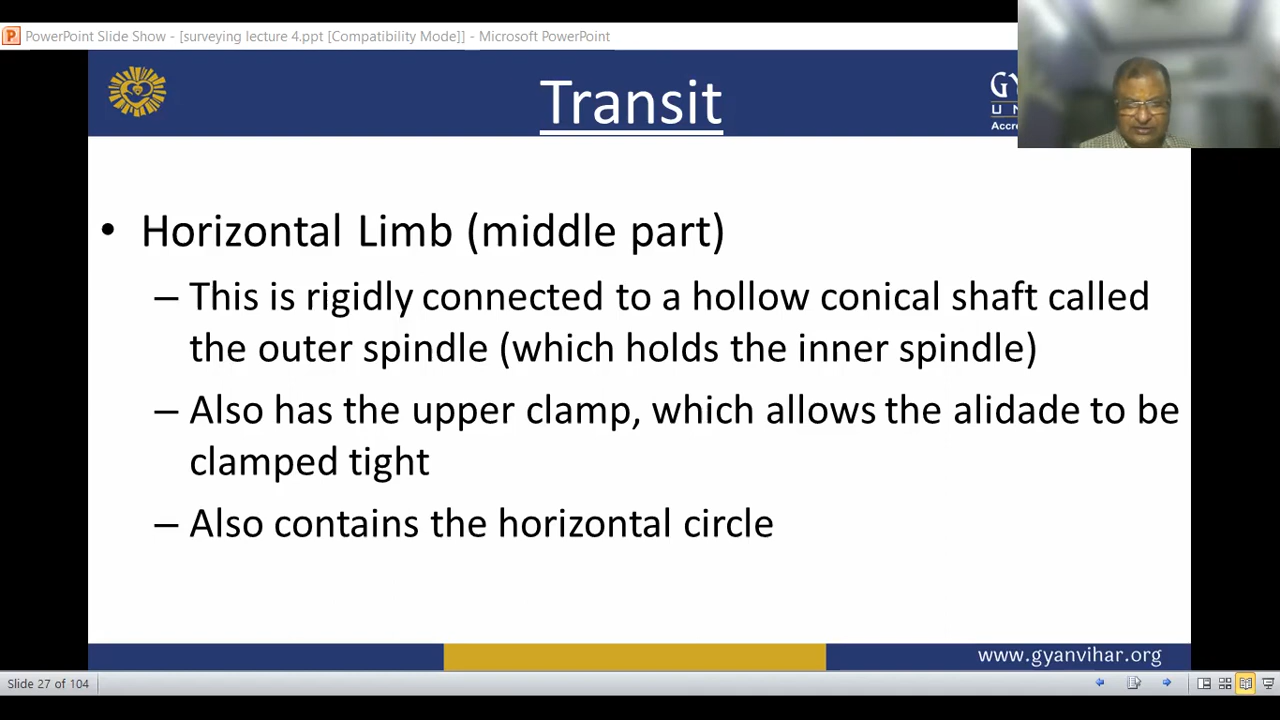 PowerPoint Slide Show - [surveying lecture 4.ppt [Compatibility Mode]] - Microsoft PowerPoint
Transit
GY
UN
Accre
• Horizontal Limb (middle part)
– This is rigidly connected to a hollow conical shaft called
the outer spindle (which holds the inner spindle)
– Also has the upper clamp, which allows the alidade to be
clamped tight
– Also contains the horizontal circle
www.gyanvihar.org
Slide 27 of 104